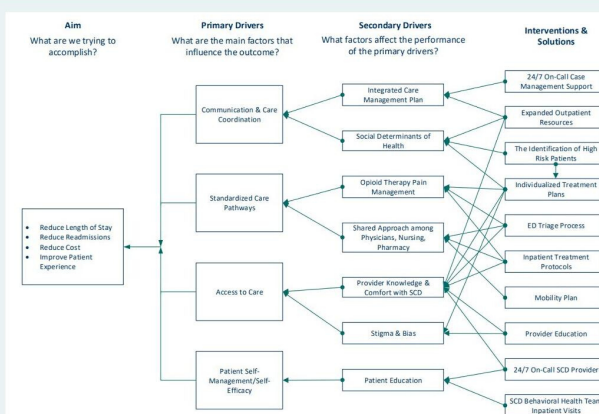 Aim
What are we trying to
accomplish?
Primary Drivers
What are the main factors that
influence the outcome?
Secondary Drivers
What factors affect the performance
of the primary drivers?
Interventions &
Solutions
• Reduce Length of Stay
• Reduce Readmissions
• Reduce Cost
• Improve Patient
Experience
Communication & Care
Coordination
Standardized Care
Pathways
Access to Care
Patient Self-
Management/Self-
Efficacy
Integrated Care
Management Plan
Social Determinants of
Health
Opioid Therapy Pain
Management
Shared Approach among
Physicians, Nursing,
Pharmacy
Provider Knowledge &
Comfort with SCD
Stigma & Bias
Patient Education
24/7 On-Call Case
Management Support
Expanded Outpatient
Resources
The Identification of High
Risk Patients
Individualized Treatment
Plans
ED Triage Process
Inpatient Treatment
Protocols
Mobility Plan
Provider Education
24/7 On-Call SCD Provider
SCD Behavioral Health Team
Inpatient Visits